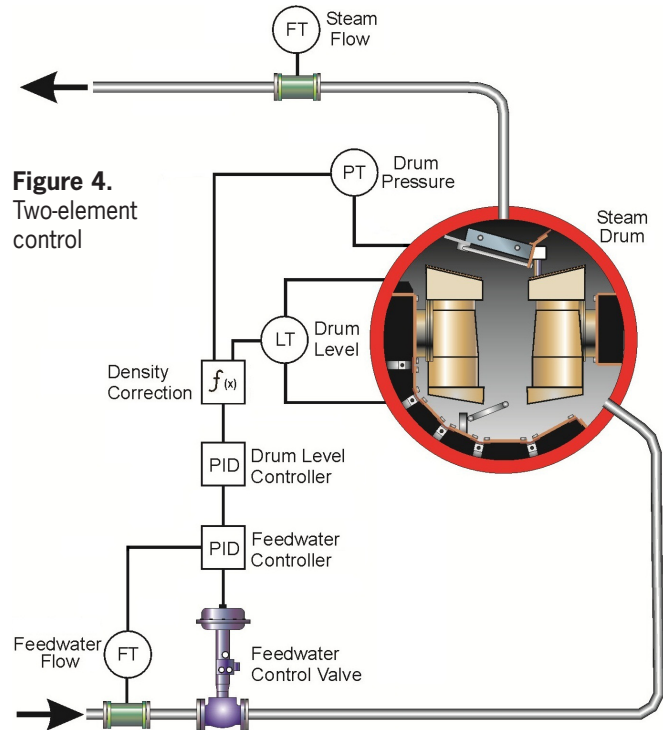 FT
Steam
Flow
PT
Drum
Pressure
Figure 4.
Two-element
control
Steam
Drum
LT
Drum
Level
Density
Correction
f(x)
PID
Drum Level
Controller
PID
Feedwater
Controller
Feedwater
Flow
FT
Feedwater
Control Valve